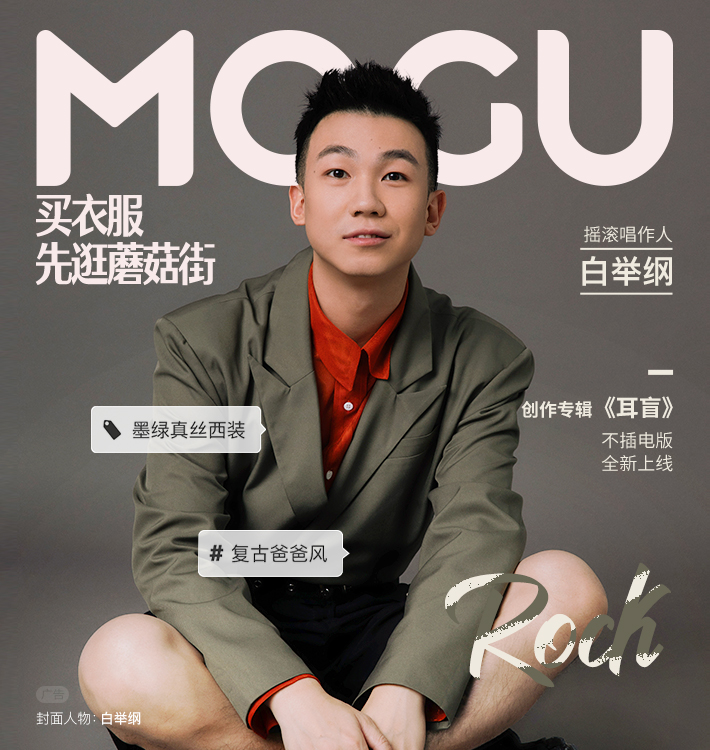 MOGU
买衣服
先逛蘑菇街
摇滚唱作人
白举纲
创作专辑《耳盲》
不插电版
全新上线
墨绿真丝西装
# 复古爸爸风
Rock
广告
封面人物：白举纲